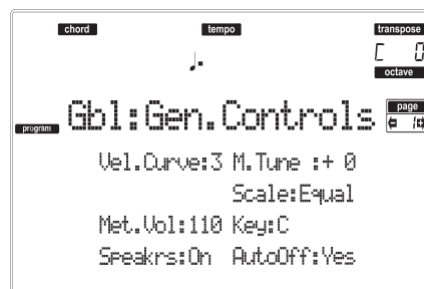 chord tempo transpose
C 0
octave
program Gbl:Gen.Controls page
1
Vel.Curve:3 M.Tune :+ 0
Scale:Equal
Met.Vol:110 Key:C
Speakrs:On AutoOff:Yes